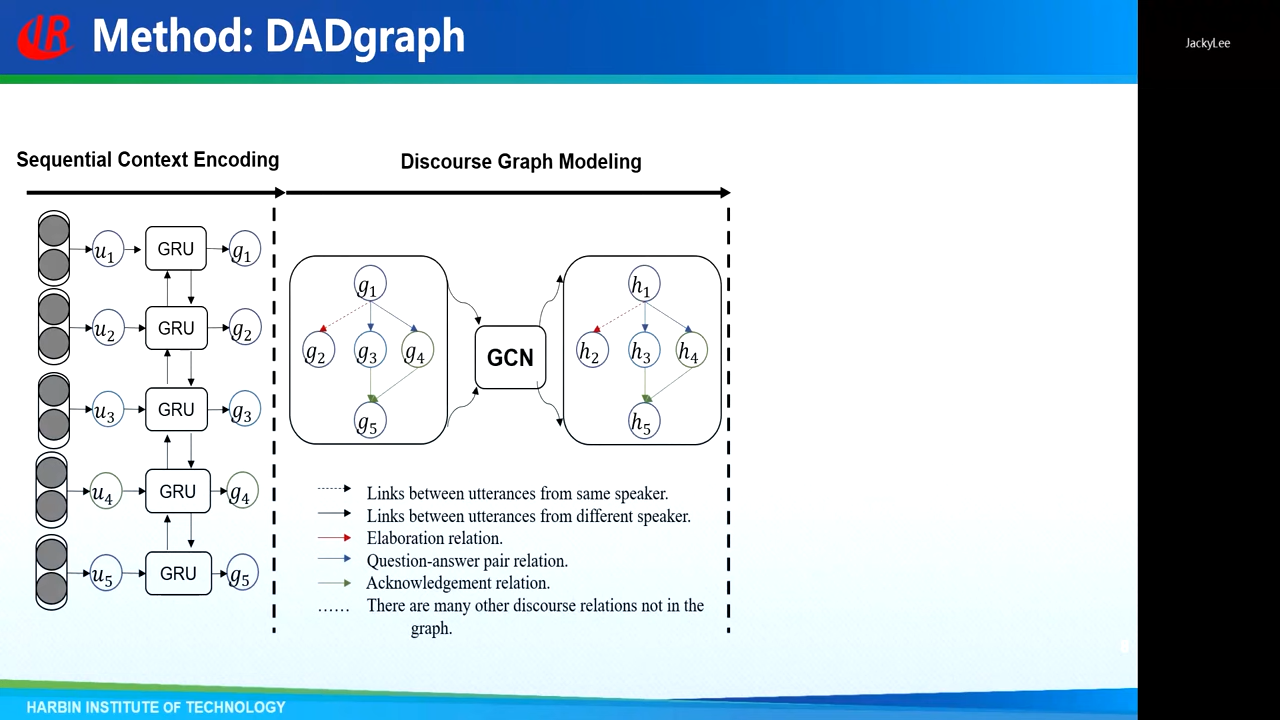 Method: DADgraph
JackyLee
Sequential Context Encoding
Discourse Graph Modeling
u1 GRU g1
u2 GRU g2
u3 GRU g3
u4 GRU g4
u5 GRU g5
g1
g2 g3 g4
g5
GCN
h1
h2 h3 h4
h5
Links between utterances from same speaker.
Links between utterances from different speaker.
Elaboration relation.
Question-answer pair relation.
Acknowledgement relation.
...... There are many other discourse relations not in the
graph.
HARBIN INSTITUTE OF TECHNOLOGY